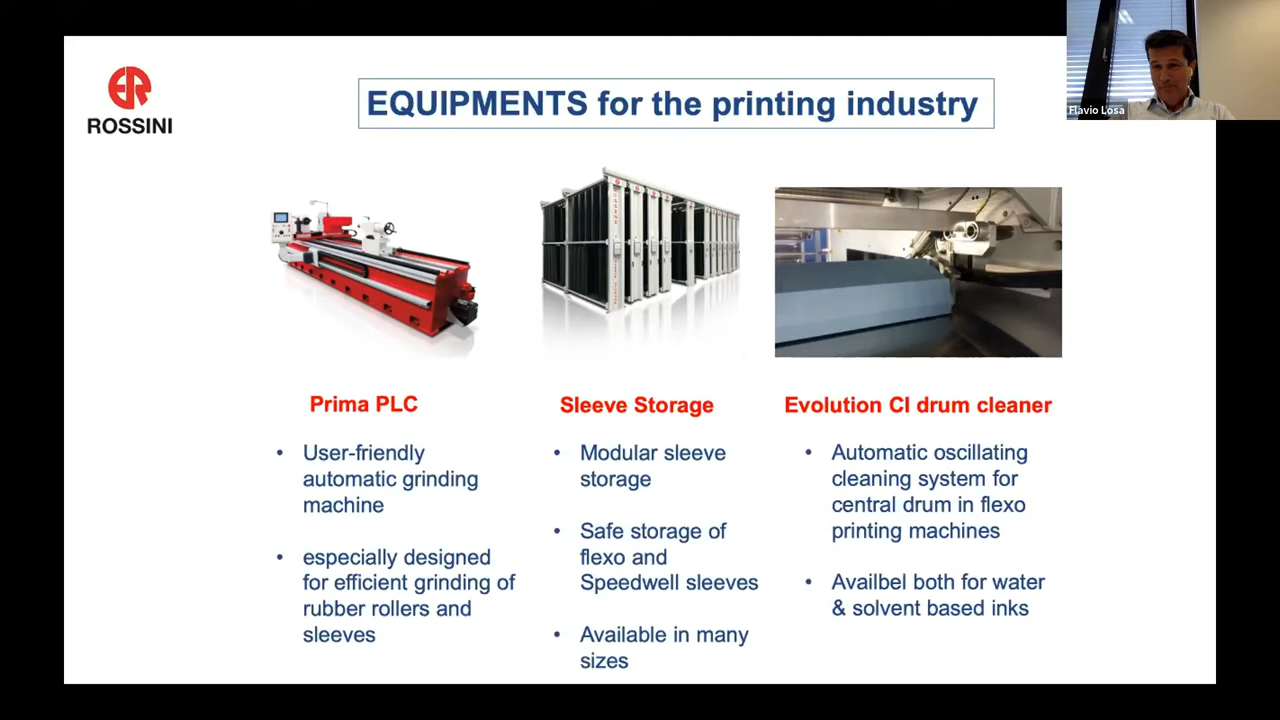 ROSSINI
EQUIPMENTS for the printing industry
Flavio Losa
Prima PLC
• User-friendly
automatic grinding
machine
• especially designed
for efficient grinding of
rubber rollers and
sleeves
Sleeve Storage
• Modular sleeve
storage
• Safe storage of
flexo and
Speedwell sleeves
• Available in many
sizes
Evolution CI drum cleaner
• Automatic oscillating
cleaning system for
central drum in flexo
printing machines
• Availbel both for water
& solvent based inks